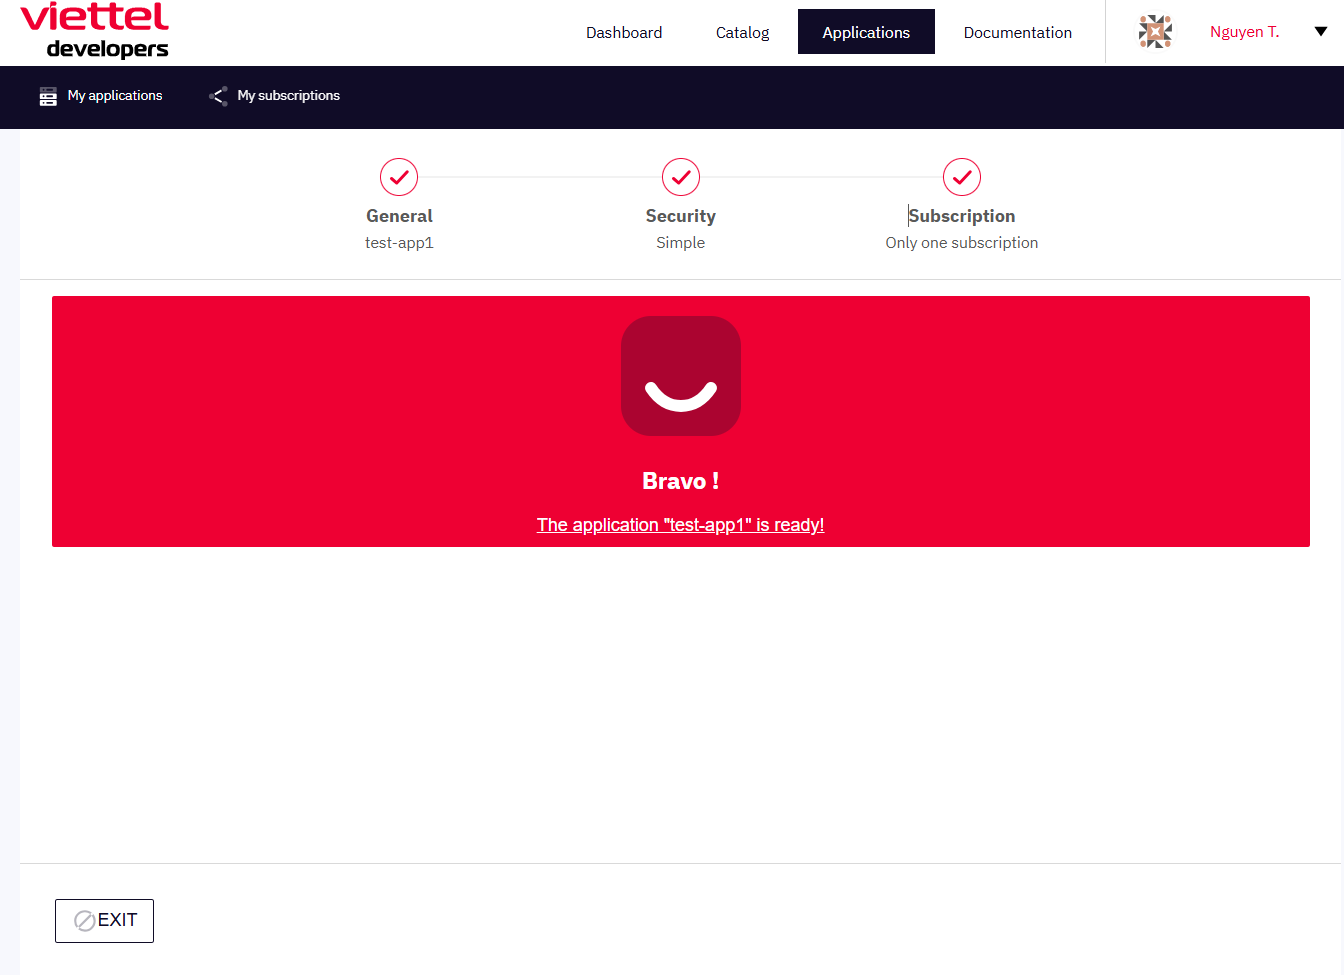 viettel
developers
Dashboard Catalog Applications Documentation Nguyen T.
My applications My subscriptions
General Security Subscription
test-app1 Simple Only one subscription
Bravo !
The application "test-app1" is ready!
EXIT